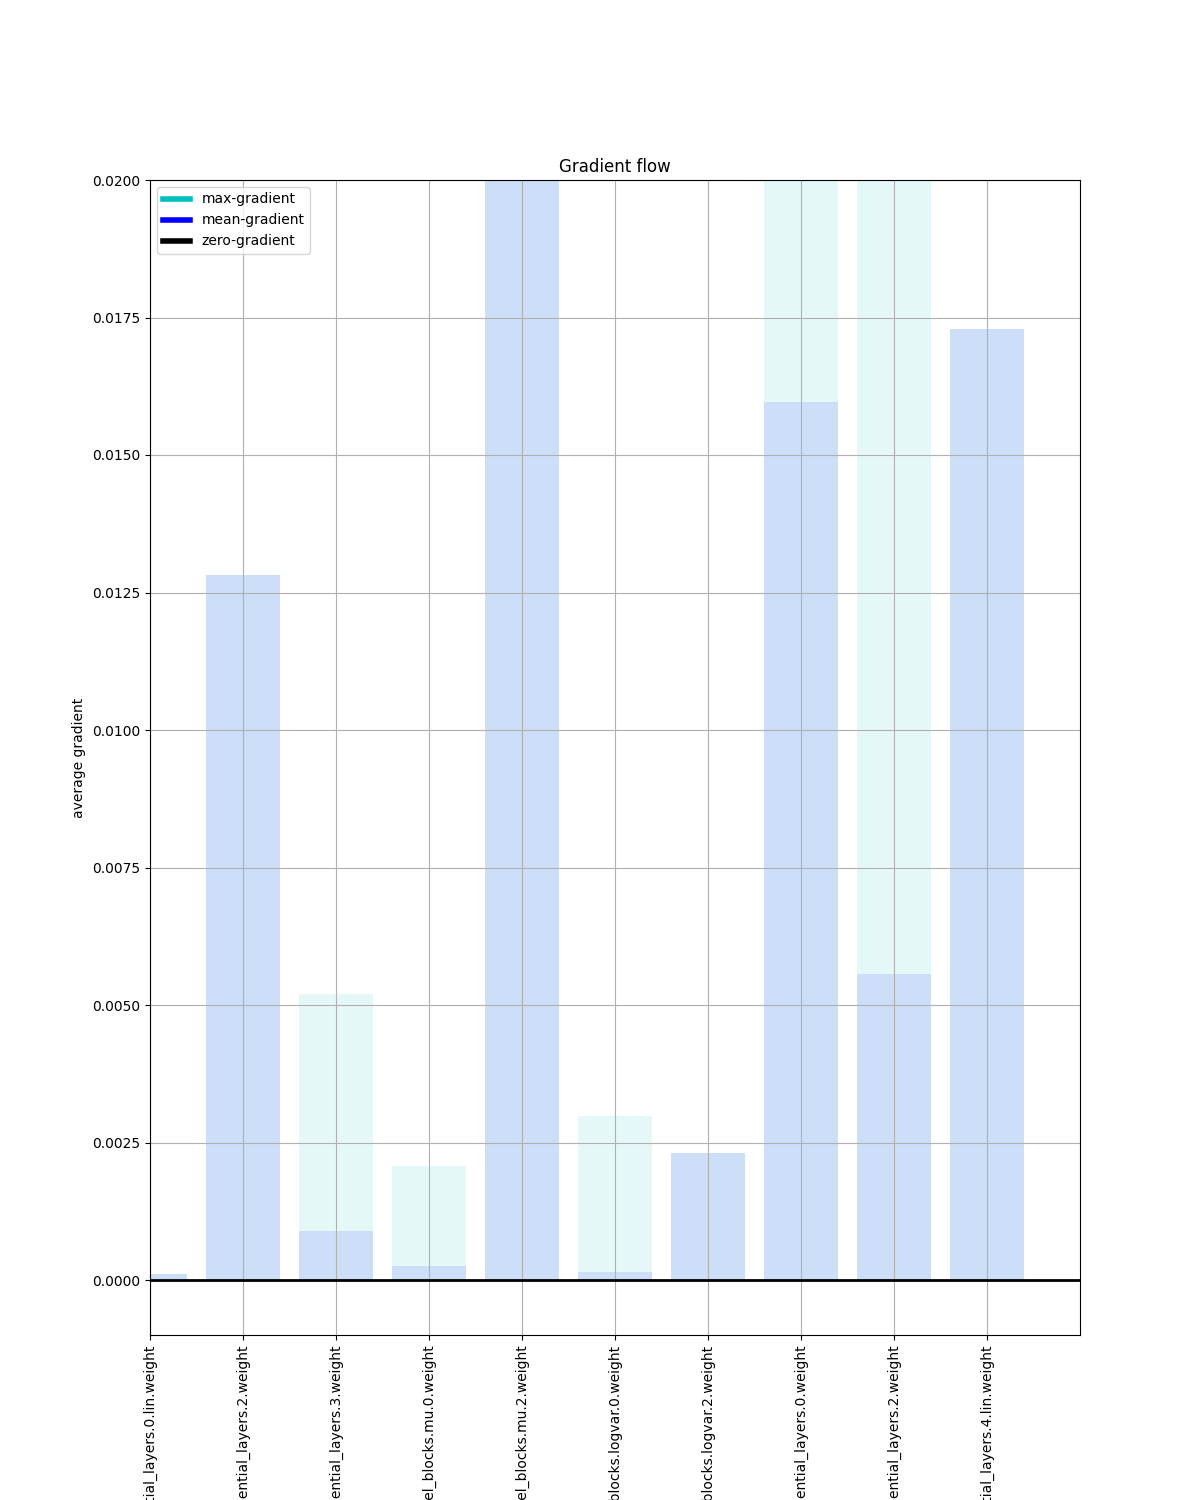 Gradient flow
max-gradient
mean-gradient
zero-gradient
0.0200
0.0175
0.0150
0.0125
0.0100
0.0075
0.0050
0.0025
0.0000
average gradient
tial_layers.0.lin.weight
ential_layers.2.weight
ential_layers.3.weight
el_blocks.mu.0.weight
el_blocks.mu.2.weight
blocks.logvar.0.weight
blocks.logvar.2.weight
ential_layers.0.weight
ential_layers.2.weight
tial_layers.4.lin.weight